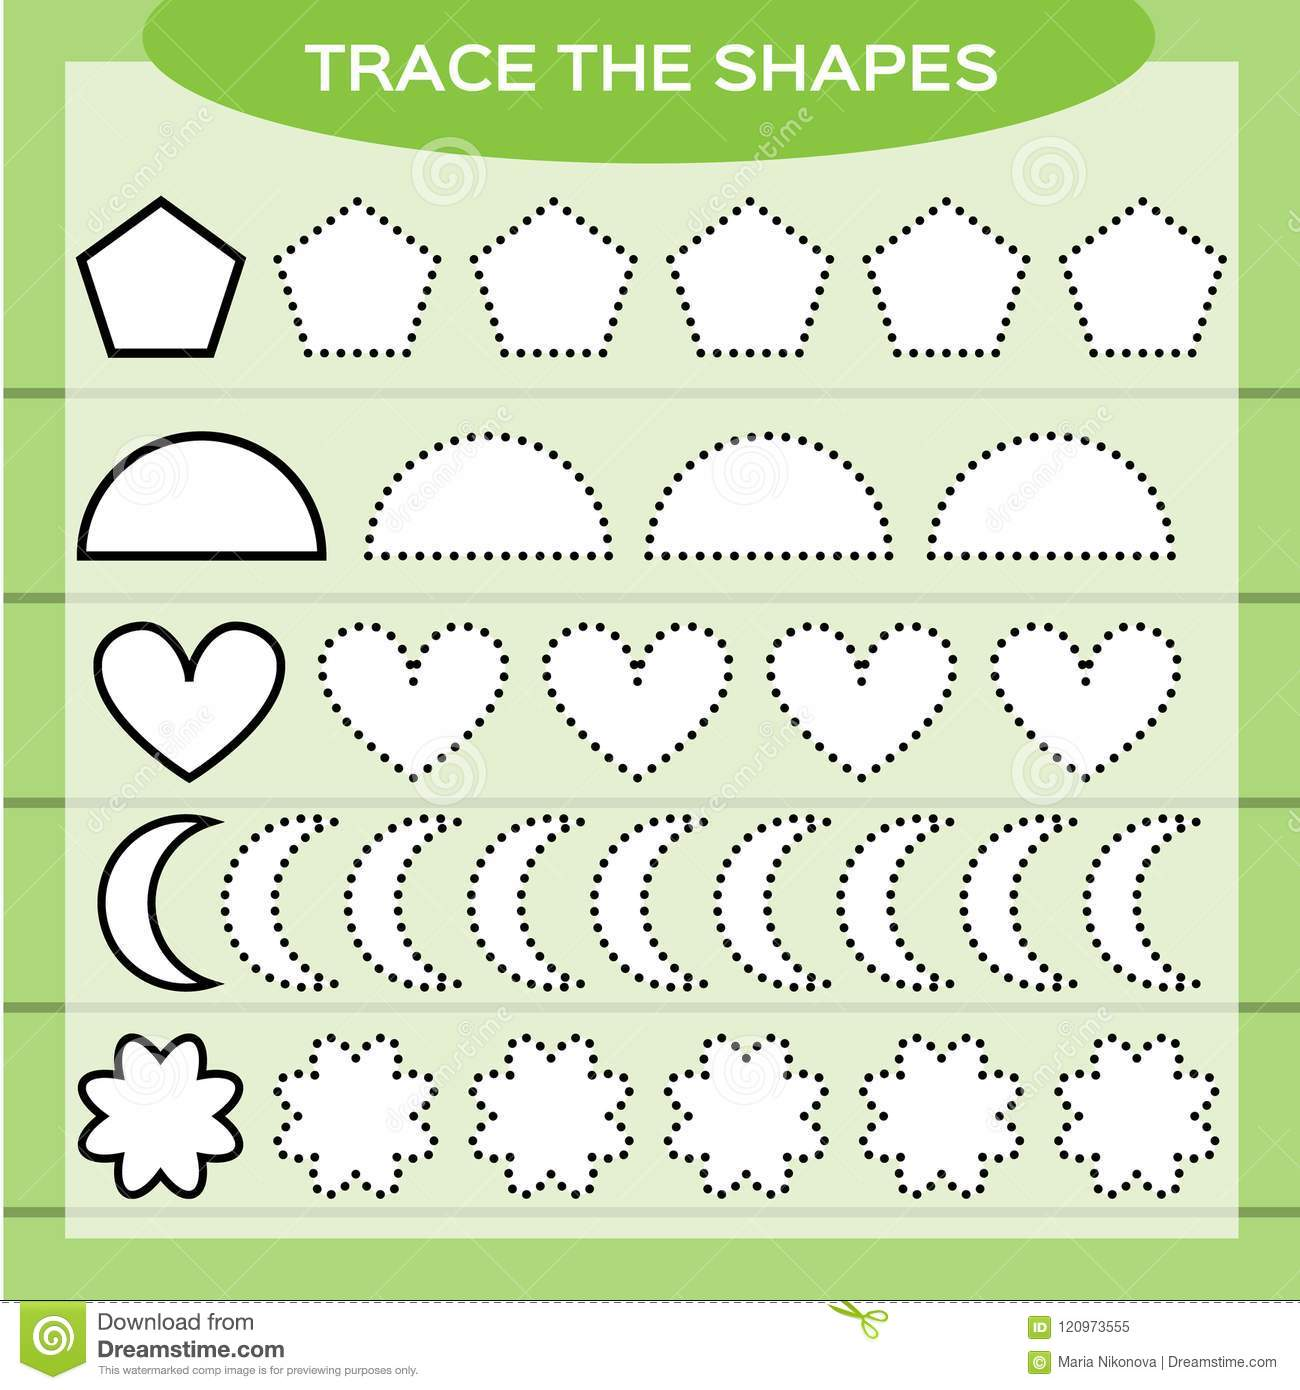 TRACE THE SHAPES
Download from
Dreamstime.com
This watermarked comp image is for previewing purposes only.
ID 120973555
© Maria Nikonova | Dreamstime.com